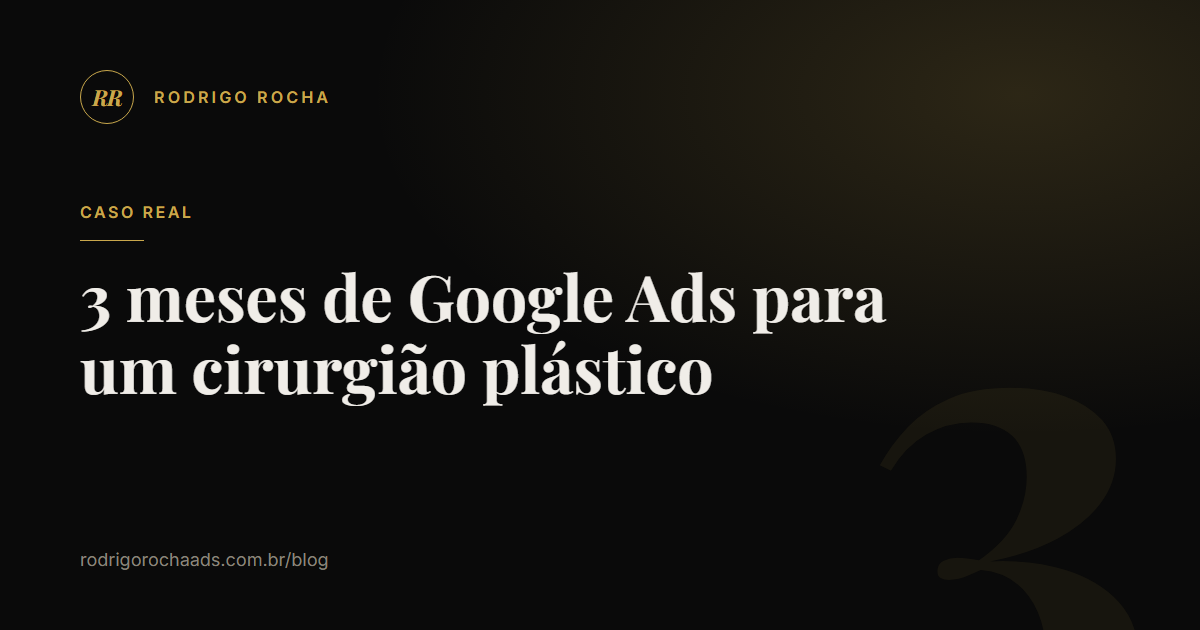 RR
RODRIGO ROCHA
CASO REAL
3 meses de Google Ads para
um cirurgião plástico
rodrigorochaads.com.br/blog
3